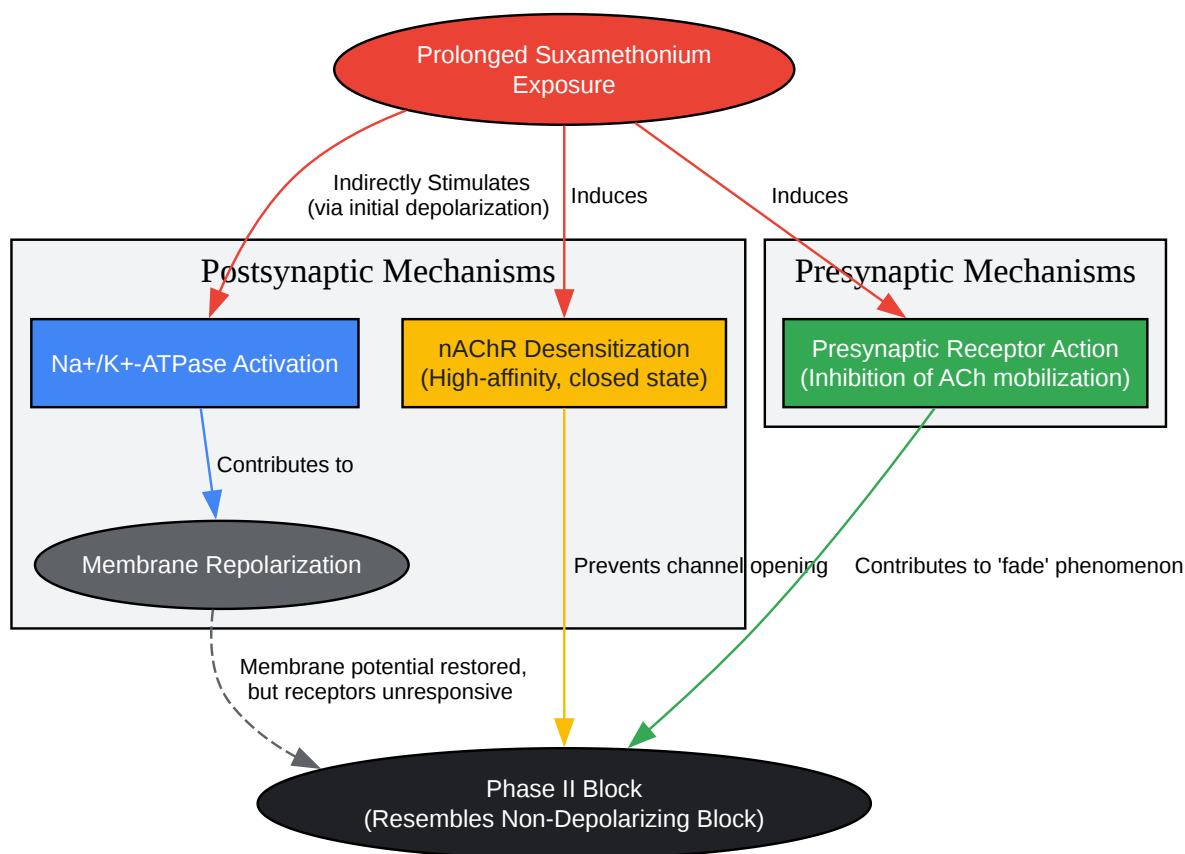 Prolonged Suxamethonium
Exposure
Indirectly Stimulates
(via initial depolarization)
Induces
Induces
Postsynaptic Mechanisms
Presynaptic Mechanisms
Na+/K+-ATPase Activation
nAChR Desensitization
(High-affinity, closed state)
Presynaptic Receptor Action
(Inhibition of ACh mobilization)
Contributes to
Membrane Repolarization
Prevents channel opening
Contributes to 'fade' phenomenon
Membrane potential restored,
but receptors unresponsive
Phase II Block
(Resembles Non-Depolarizing Block)